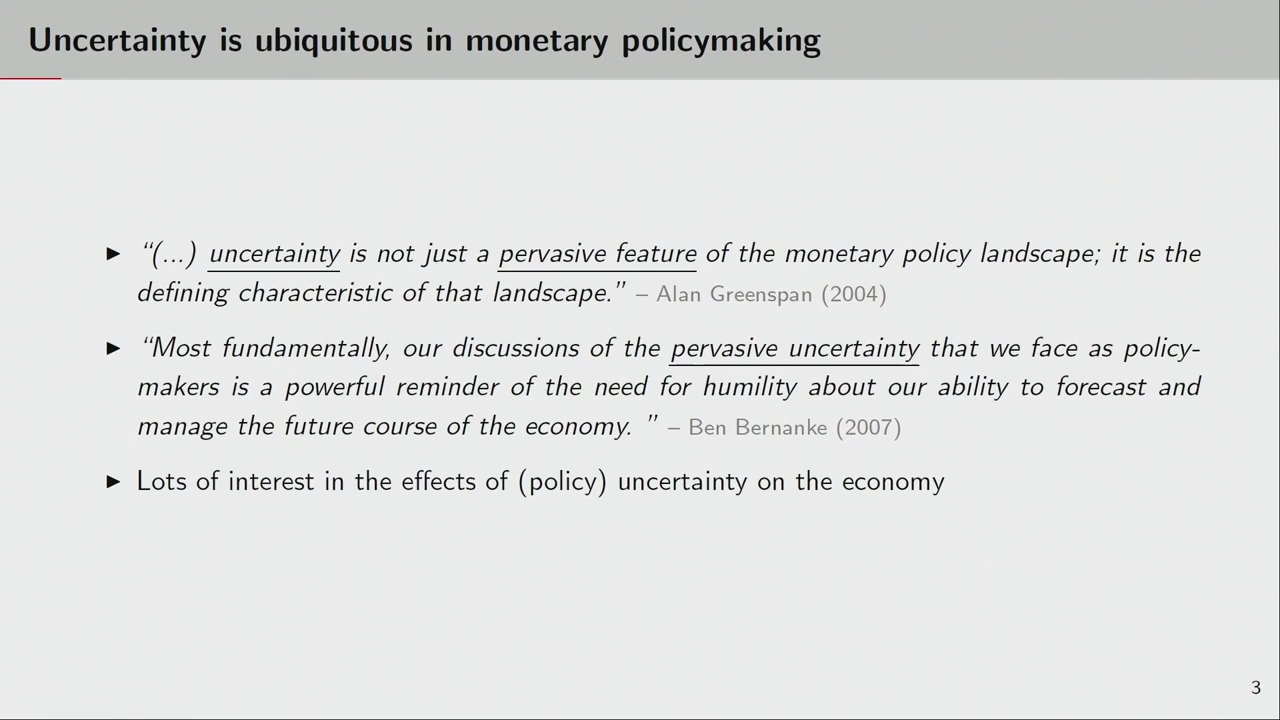 Uncertainty is ubiquitous in monetary policymaking
▶ “(...) uncertainty is not just a pervasive feature of the monetary policy landscape; it is the
defining characteristic of that landscape.” – Alan Greenspan (2004)
▶ “Most fundamentally, our discussions of the pervasive uncertainty that we face as policy-
makers is a powerful reminder of the need for humility about our ability to forecast and
manage the future course of the economy. ” – Ben Bernanke (2007)
▶ Lots of interest in the effects of (policy) uncertainty on the economy
3